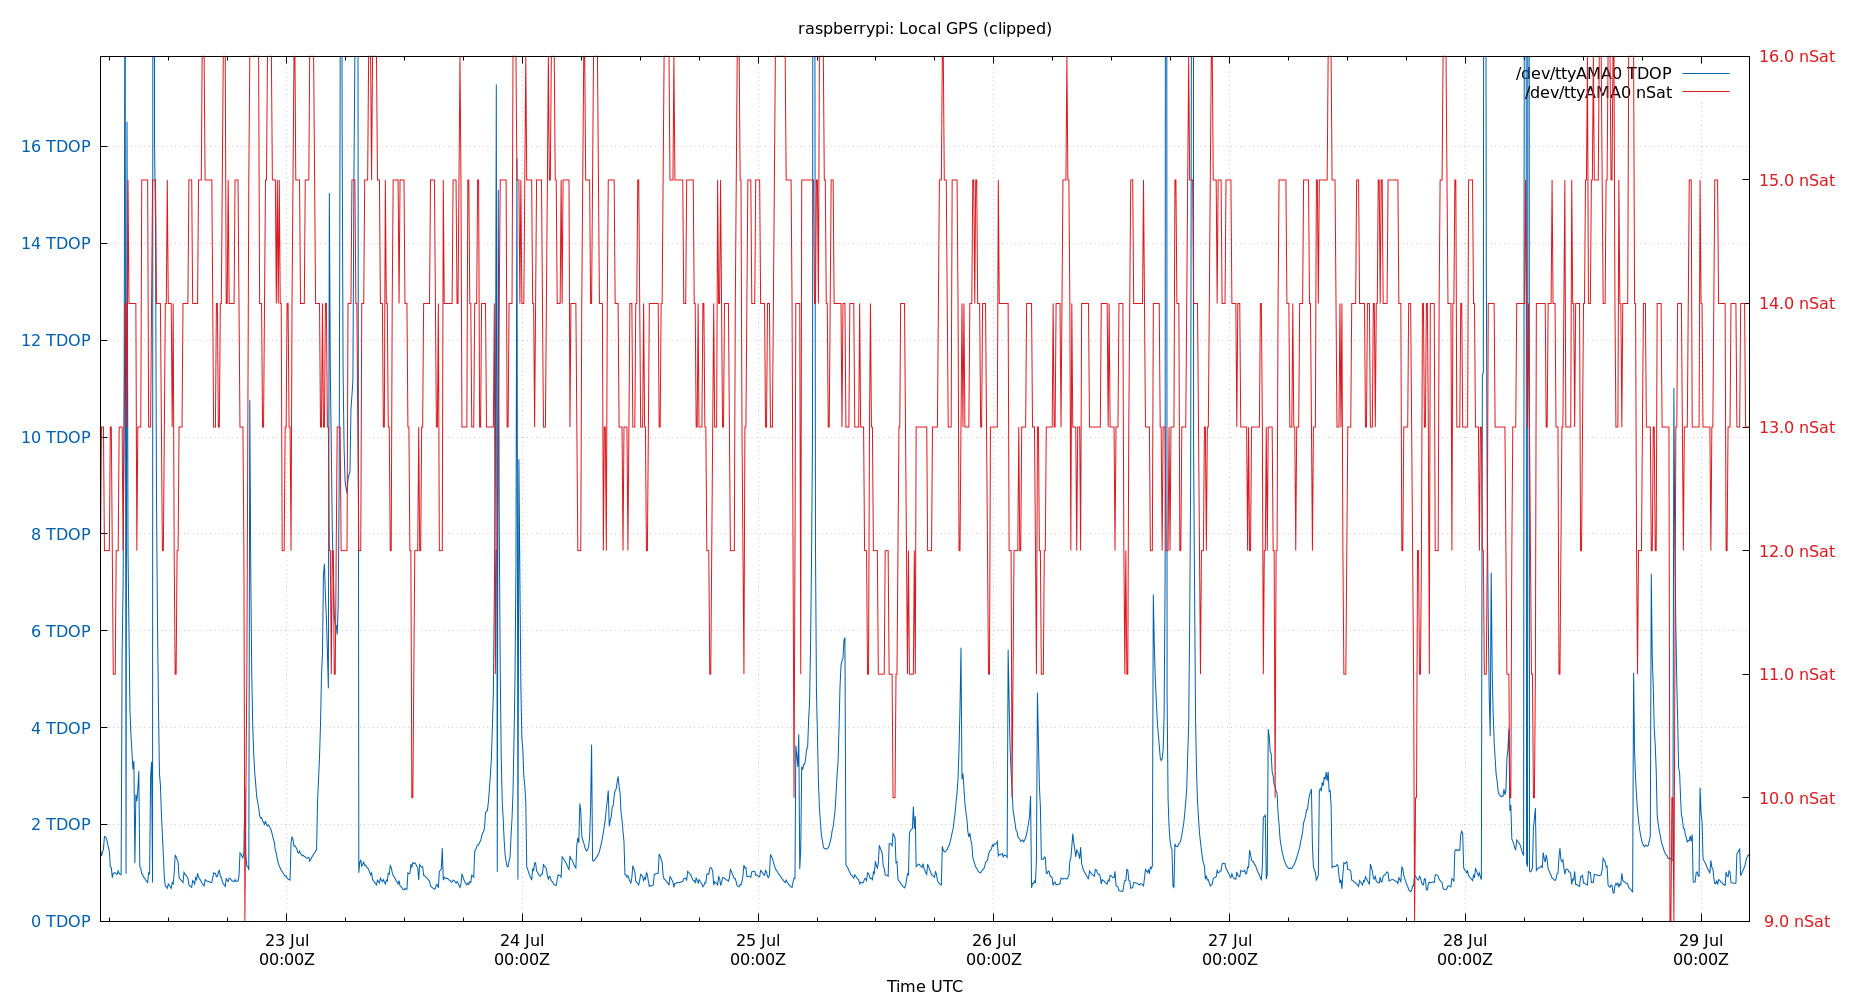 raspberrypi: Local GPS (clipped)
/dev/ttyAMA0 TDOP
/dev/ttyAMA0 nSat
16 TDOP
14 TDOP
12 TDOP
10 TDOP
8 TDOP
6 TDOP
4 TDOP
2 TDOP
0 TDOP
16.0 nSat
15.0 nSat
14.0 nSat
13.0 nSat
12.0 nSat
11.0 nSat
10.0 nSat
9.0 nSat
23 Jul
00:00Z
24 Jul
00:00Z
25 Jul
00:00Z
26 Jul
00:00Z
27 Jul
00:00Z
28 Jul
00:00Z
29 Jul
00:00Z
Time UTC